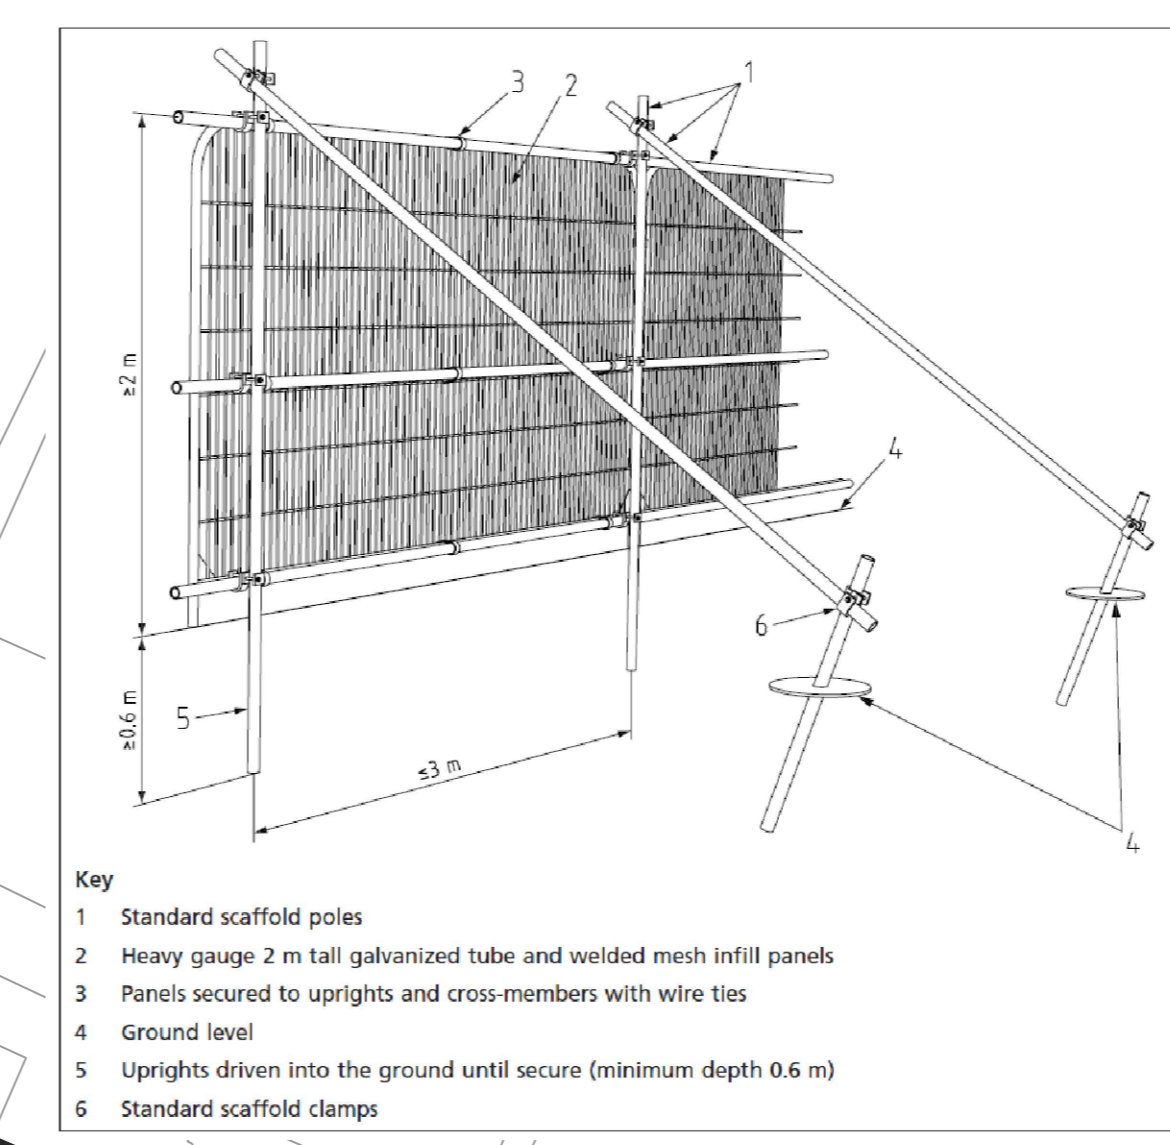 3
2
1
≥2 m
4
6
≥0.6 m
5
≤3 m
4
Key
1 Standard scaffold poles
2 Heavy gauge 2 m tall galvanized tube and welded mesh infill panels
3 Panels secured to uprights and cross-members with wire ties
4 Ground level
5 Uprights driven into the ground until secure (minimum depth 0.6 m)
6 Standard scaffold clamps